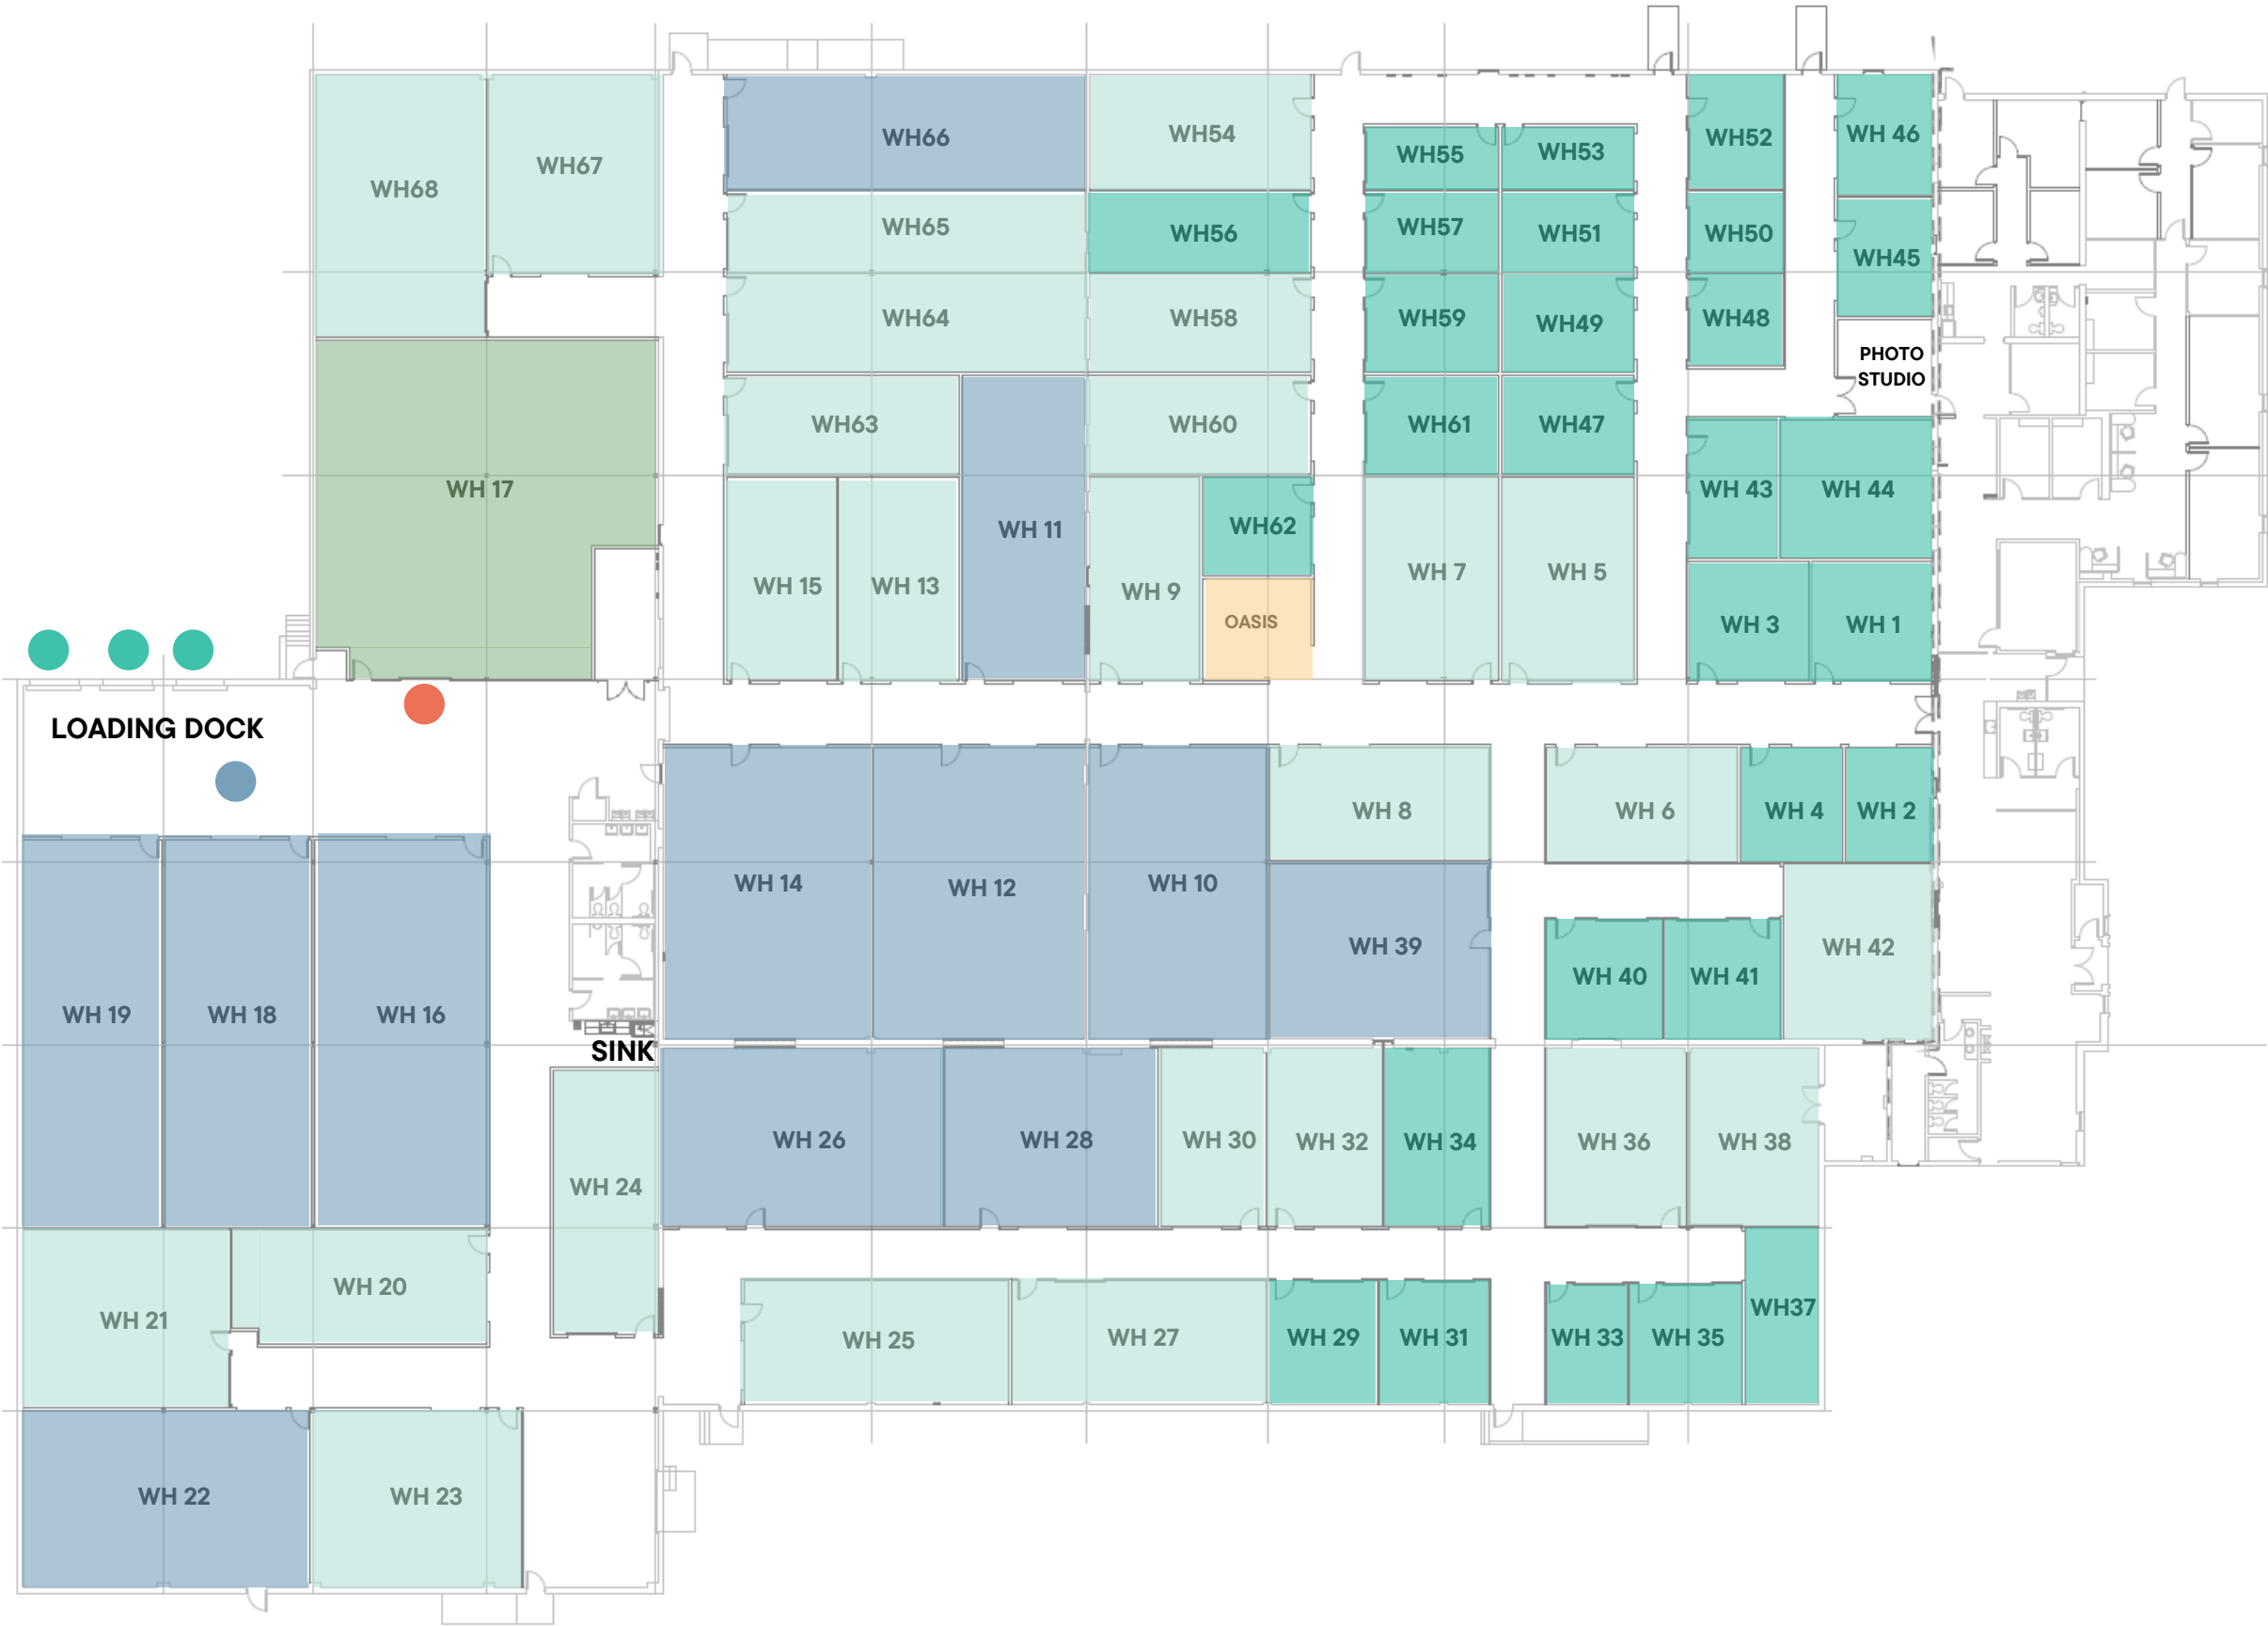 WH66
WH54
WH55
WH53
WH52
WH 46
WH68
WH67
WH65
WH56
WH57
WH51
WH50
WH45
WH64
WH58
WH59
WH49
WH48
PHOTO
STUDIO
WH63
WH60
WH61
WH47
WH 17
WH 11
WH62
WH 43
WH 44
WH 15
WH 13
WH 9
OASIS
WH 7
WH 5
WH 3
WH 1
LOADING DOCK
WH 8
WH 6
WH 4
WH 2
WH 14
WH 12
WH 10
WH 39
WH 40
WH 41
WH 42
WH 19
WH 18
WH 16
SINK
WH 24
WH 26
WH 28
WH 30
WH 32
WH 34
WH 36
WH 38
WH 21
WH 20
WH 25
WH 27
WH 29
WH 31
WH 33
WH 35
WH37
WH 22
WH 23